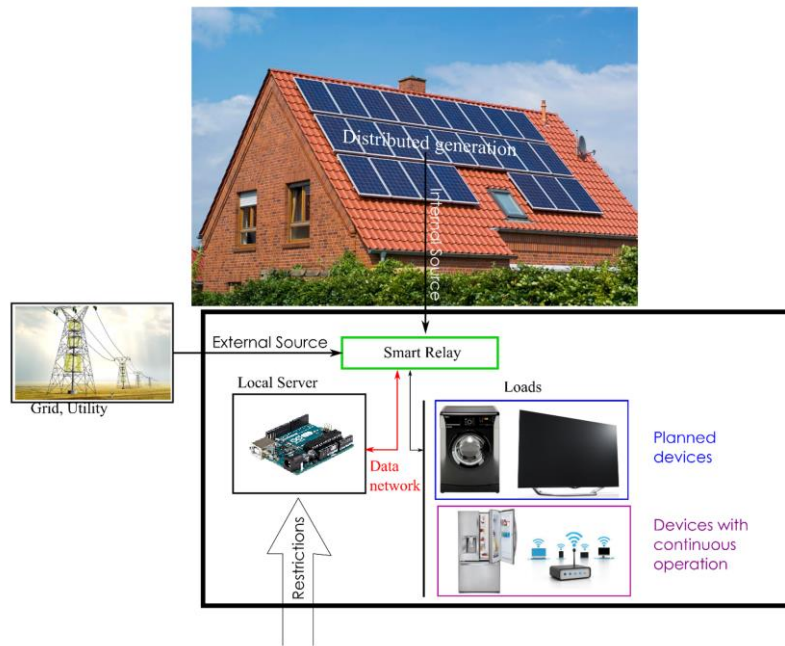 Distributed generation
Internal Source
External Source
Smart Relay
Grid, Utility
Local Server
Loads
Data
network
Planned
devices
Devices with
continuous
operation
Restrictions